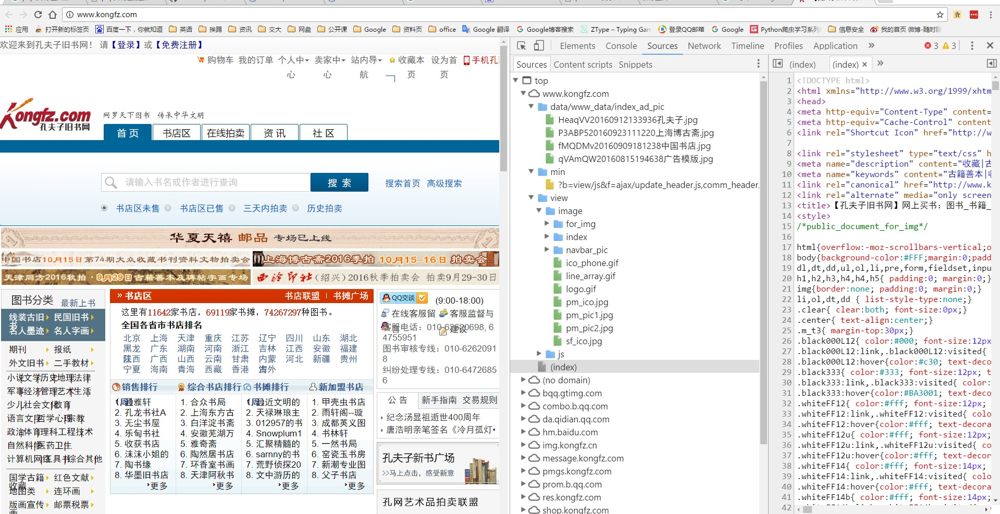 www.kongfz.com
应用 打开新的标签页 百度一下，你就知道 英语 挨踢 资讯 交大 网盘 公开课 Google 资料页 office Google 翻译 Google博客搜索 ZType – Typing Gam 登录QQ邮箱 Google Python爬虫学习系列 信息安全 我的首页 微博-随时随
欢迎来到孔夫子旧书网！ 请【登录】或【免费注册】
购物车 我的订单 个人中心 卖家中心 站内导航 收藏本页 设为首页 手机孔
Kongfz.com
孔夫子旧书网
网罗天下图书 传承中华文明
首 页 书店区 在线拍卖 资 讯 社 区
请输入书名或作者进行查询 搜 索 搜索首页 高级搜索
书店区未售 书店区已售 三天内拍卖 历史拍卖
华夏天禧 邮品 专场已上线
中国书店10月15日第74期大众收藏书刊资料文物拍卖会 上海博古斋2016季拍 10月15-16日 拍卖会
天津同方2016秋拍·9月29日古籍善本及碑帖字画专场 西泠印社(绍兴)2016秋季拍卖会 拍卖9月29-30日
图书分类 最新上书
线装古旧书 民国旧书
名人墨迹 名人字画
期刊 报纸
外文旧书 二手教材
小说 文学 历史 地理 法律
军事 经济 管理 艺术 生活
少儿 社会文化 教育
语言文字 哲学心理 宗教
政治 体育 理科 工程技术
自然科学 医药卫生
计算机网络 工具书 综合其他
国学古籍 红色文献
收藏
地图类 连环画
版画宣传画 邮票税票
» 书店区 书店联盟 | 书摊广场
这里有11642家书店，69119家书摊，74267297种图书。
全国各省市书店排名
北京 上海 天津 重庆 江苏 辽宁 四川 山东 湖北
黑龙江 广东 湖南 河南 浙江 吉林 江西 安徽 福建
陕西 广西 山西 云南 甘肃 内蒙古 河北 新疆 贵州
宁夏 海南 青海 西藏 香港 海外
销售排行(周) 综合书店排行 书摊排行(周) 新加盟书店
1. 通雅轩 1. 合众书局 1. 远近文明的 1. 甲壳虫书店
2. 孔龙书社A 2. 上海东方古 2. 天禄琳琅主 2. 雨轩阁--璇
3. 无尘书屋 3. 白洋淀书斋 3. 012957的书 3. 成都英义图
4. 乐甸书社 4. 安徽芜湖万 4. Snowplum1 4. 书林轩
5. 收获书店 5. 雅奇斋 5. 汇聚精髓的 5. 一然书局
6. 沫沫小姐的 6. 陶然居书店 6. sarnny的书 6. 窑瓷玉书房
7. 陶书缘 7. 环香室书画 7. 荒野侦探20 7. 新潮专业图
8. 华墨旧书店 8. 天津阿秋书 8. 文中游历的 8. 父子书店
更多 更多 更多 更多
QQ交谈 (9:00-18:00)
在线客服留言 客服监督与建议
客服电话：010-62620698, 6
4755951
图书审核专线：010-6262091
8
纠纷处理专线：010-6472685
6
公 告 新手指南 交易规则
纪念汤显祖逝世400周年
唐浩明亲笔签名《冷月孤灯•
孔夫子新书广场
>>马上点击，感受新意
孔网艺术品拍卖联盟
Elements Console Sources Network Timeline Profiles Application » 3 3
Sources Content scripts Snippets
top
www.kongfz.com
data/www_data/index_ad_pic
HeaqVV20160912133936孔夫子.jpg
P3ABP520160923111220上海博古斋.jpg
fMQDMv20160909181238中国书店.jpg
qVAmQW20160815194638广告模版.jpg
min
?b=view/js&f=ajax/update_header.js,comm_header.
view
image
for_img
index
navbar_pic
ico_phone.gif
line_array.gif
logo.gif
pm_ico.jpg
pm_pic1.jpg
pm_pic2.jpg
sf_ico.jpg
js
(index)
(no domain)
bqq.gtimg.com
combo.b.qq.com
da.qidian.qq.com
hm.baidu.com
img.kongfz.cn
message.kongfz.com
pmgs.kongfz.com
prom.b.qq.com
res.kongfz.com
shop.kongfz.com
(index) (index) × »
1 <!DOCTYPE html>
2 <html xmlns="http://www.w3.org/1999/xhtm
3 <head>
4 <meta http-equiv="Content-Type" content=
5 <meta http-equiv="Cache-Control" content
6 <link rel="Shortcut Icon" href="http://w
7
8 <link rel="stylesheet" type="text/css" h
9 <meta name="description" content="收藏|古
10 <meta name="keywords" content="古籍善本|
11 <link rel="canonical" href="http://www.k
12 <link rel="alternate" media="only screen
13 <title>【孔夫子旧书网】网上买书：图书_书籍_
14 <style>
15 /*public_document_for_img*/
16
17 html{overflow:-moz-scrollbars-vertical;o
18 body{background-color:#FFF;margin:0;padd
19 dl,dt,dd,ul,ol,li,pre,form,fieldset,inpu
20 h1,h2,h3,h4,h4,h5{ padding:0; margin:0;}
21 img{border:none; padding:0; margin:0;}
22 li,ol,dt,dd { list-style-type:none;}
23 .clear{ clear:both; font-size:0px;}
24 .center{ text-align:center;}
25 .m_t3{ margin-top:30px;}
26 .black000L12{ color:#000; font-size:12px
27 .black000L12:link,.black000L12:visited{
28 .black000L12:hover{color:#c30; text-deco
29 .black333{ color:#333; font-size:12px; t
30 .black333:link,.black333:visited{ color:
31 .black333:hover{color:#BA3001; text-deco
32 .whiteFF12{ color:#fff; font-size:12px;
33 .whiteFF12:link,.whiteFF12:visited{ colo
34 .whiteFF12:hover{color:#fff; text-decora
35 .whiteFF12u{ color:#fff; font-size:12px;
36 .whiteFF12u:link,.whiteFF12u:visited{ co
37 .whiteFF12u:hover{color:#fff; text-decor
38 .whiteFF14{ color:#fff; font-size:14px;
39 .whiteFF14:link,.whiteFF14:visited{ colo
40 .whiteFF14:hover{color:#fff; text-decora
41 .whiteFF14b{ color:#fff; font-size:14px;
42